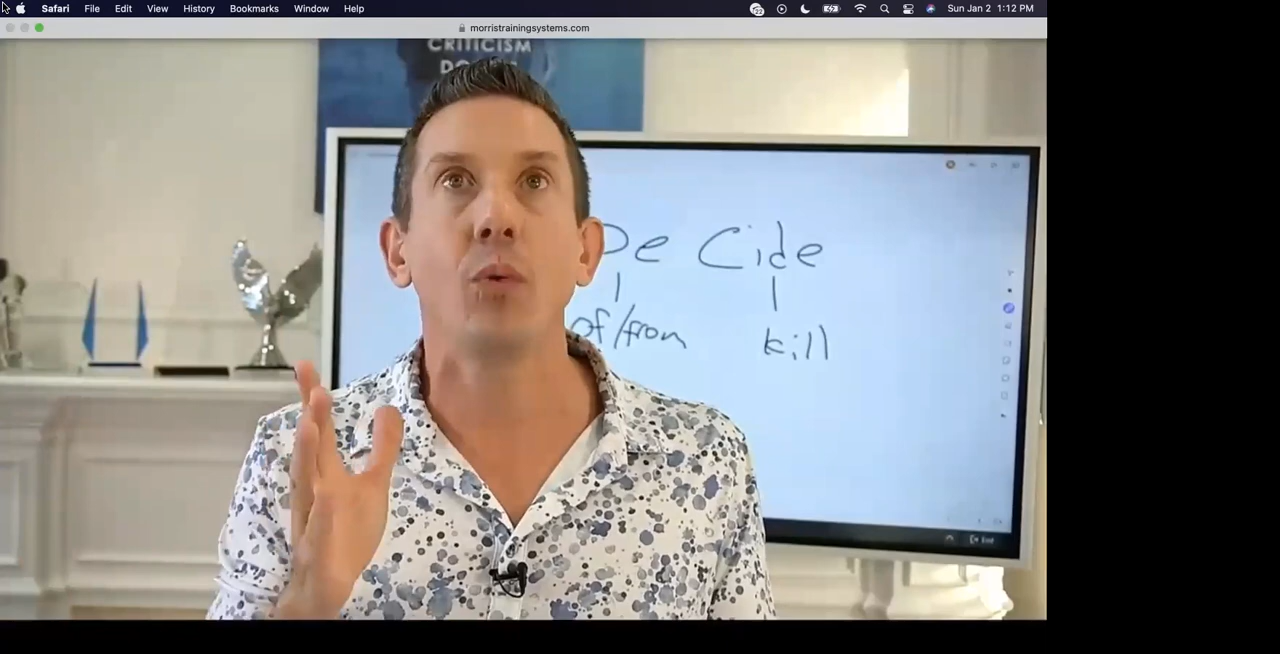 Safari File Edit View History Bookmarks Window Help Sun Jan 2 1:12 PM
morristrainingsystems.com
CRITICISM
De Cide
of/from kill